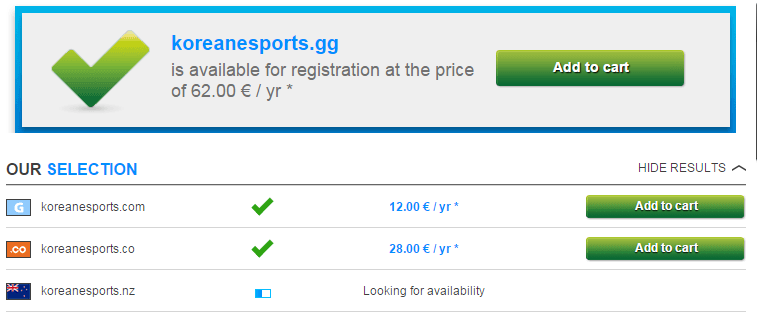 koreanesports.gg
is available for registration at the price
of 62.00 € / yr *
Add to cart
OUR SELECTION
HIDE RESULTS
G
koreanesports.com
12.00 € / yr *
Add to cart
.co
koreanesports.co
28.00 € / yr *
Add to cart
koreanesports.nz
Looking for availability